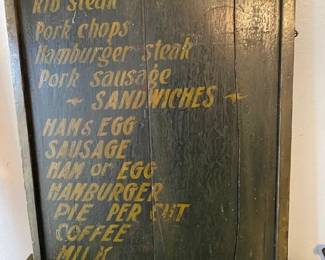 Rib steak
Pork chops
Hamburger steak
Pork sausage
~ SANDWICHES ~
HAM & EGG
SAUSAGE
HAM OR EGG
HAMBURGER
PIE PER CUT
COFFEE
MILK